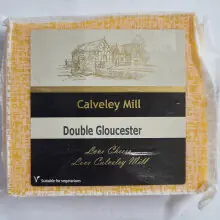 Calveley Mill
Double Gloucester
Love Cheese
Love Calveley Mill
V Suitable for vegetarians